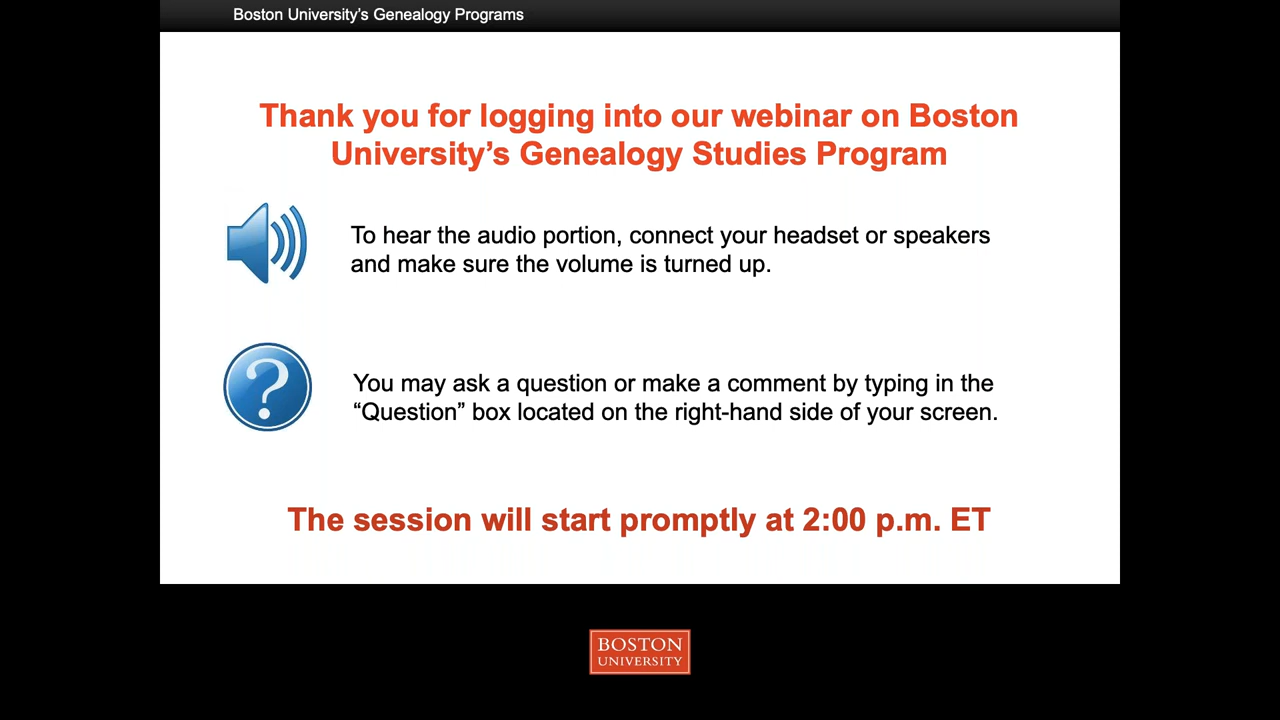 Boston University’s Genealogy Programs
Thank you for logging into our webinar on Boston
University’s Genealogy Studies Program
To hear the audio portion, connect your headset or speakers
and make sure the volume is turned up.
?
You may ask a question or make a comment by typing in the
“Question” box located on the right-hand side of your screen.
The session will start promptly at 2:00 p.m. ET
BOSTON
UNIVERSITY